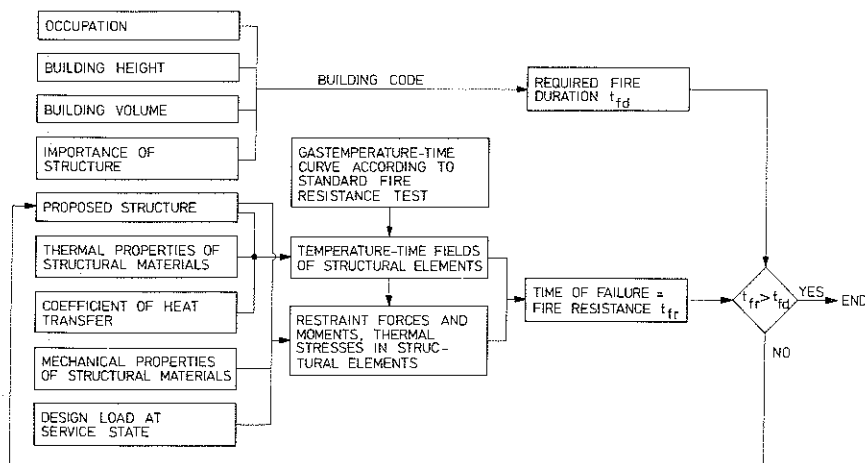 OCCUPATION
BUILDING HEIGHT
BUILDING VOLUME
IMPORTANCE OF
STRUCTURE
BUILDING CODE
REQUIRED FIRE
DURATION t_fd
GASTEMPERATURE-TIME
CURVE ACCORDING TO
STANDARD FIRE
RESISTANCE TEST
PROPOSED STRUCTURE
THERMAL PROPERTIES OF
STRUCTURAL MATERIALS
COEFFICIENT OF HEAT
TRANSFER
MECHANICAL PROPERTIES
OF STRUCTURAL MATERIALS
DESIGN LOAD AT
SERVICE STATE
TEMPERATURE-TIME FIELDS
OF STRUCTURAL ELEMENTS
RESTRAINT FORCES AND
MOMENTS, THERMAL
STRESSES IN STRUC-
TURAL ELEMENTS
TIME OF FAILURE =
FIRE RESISTANCE t_fr
t_fr > t_fd
YES
END
NO